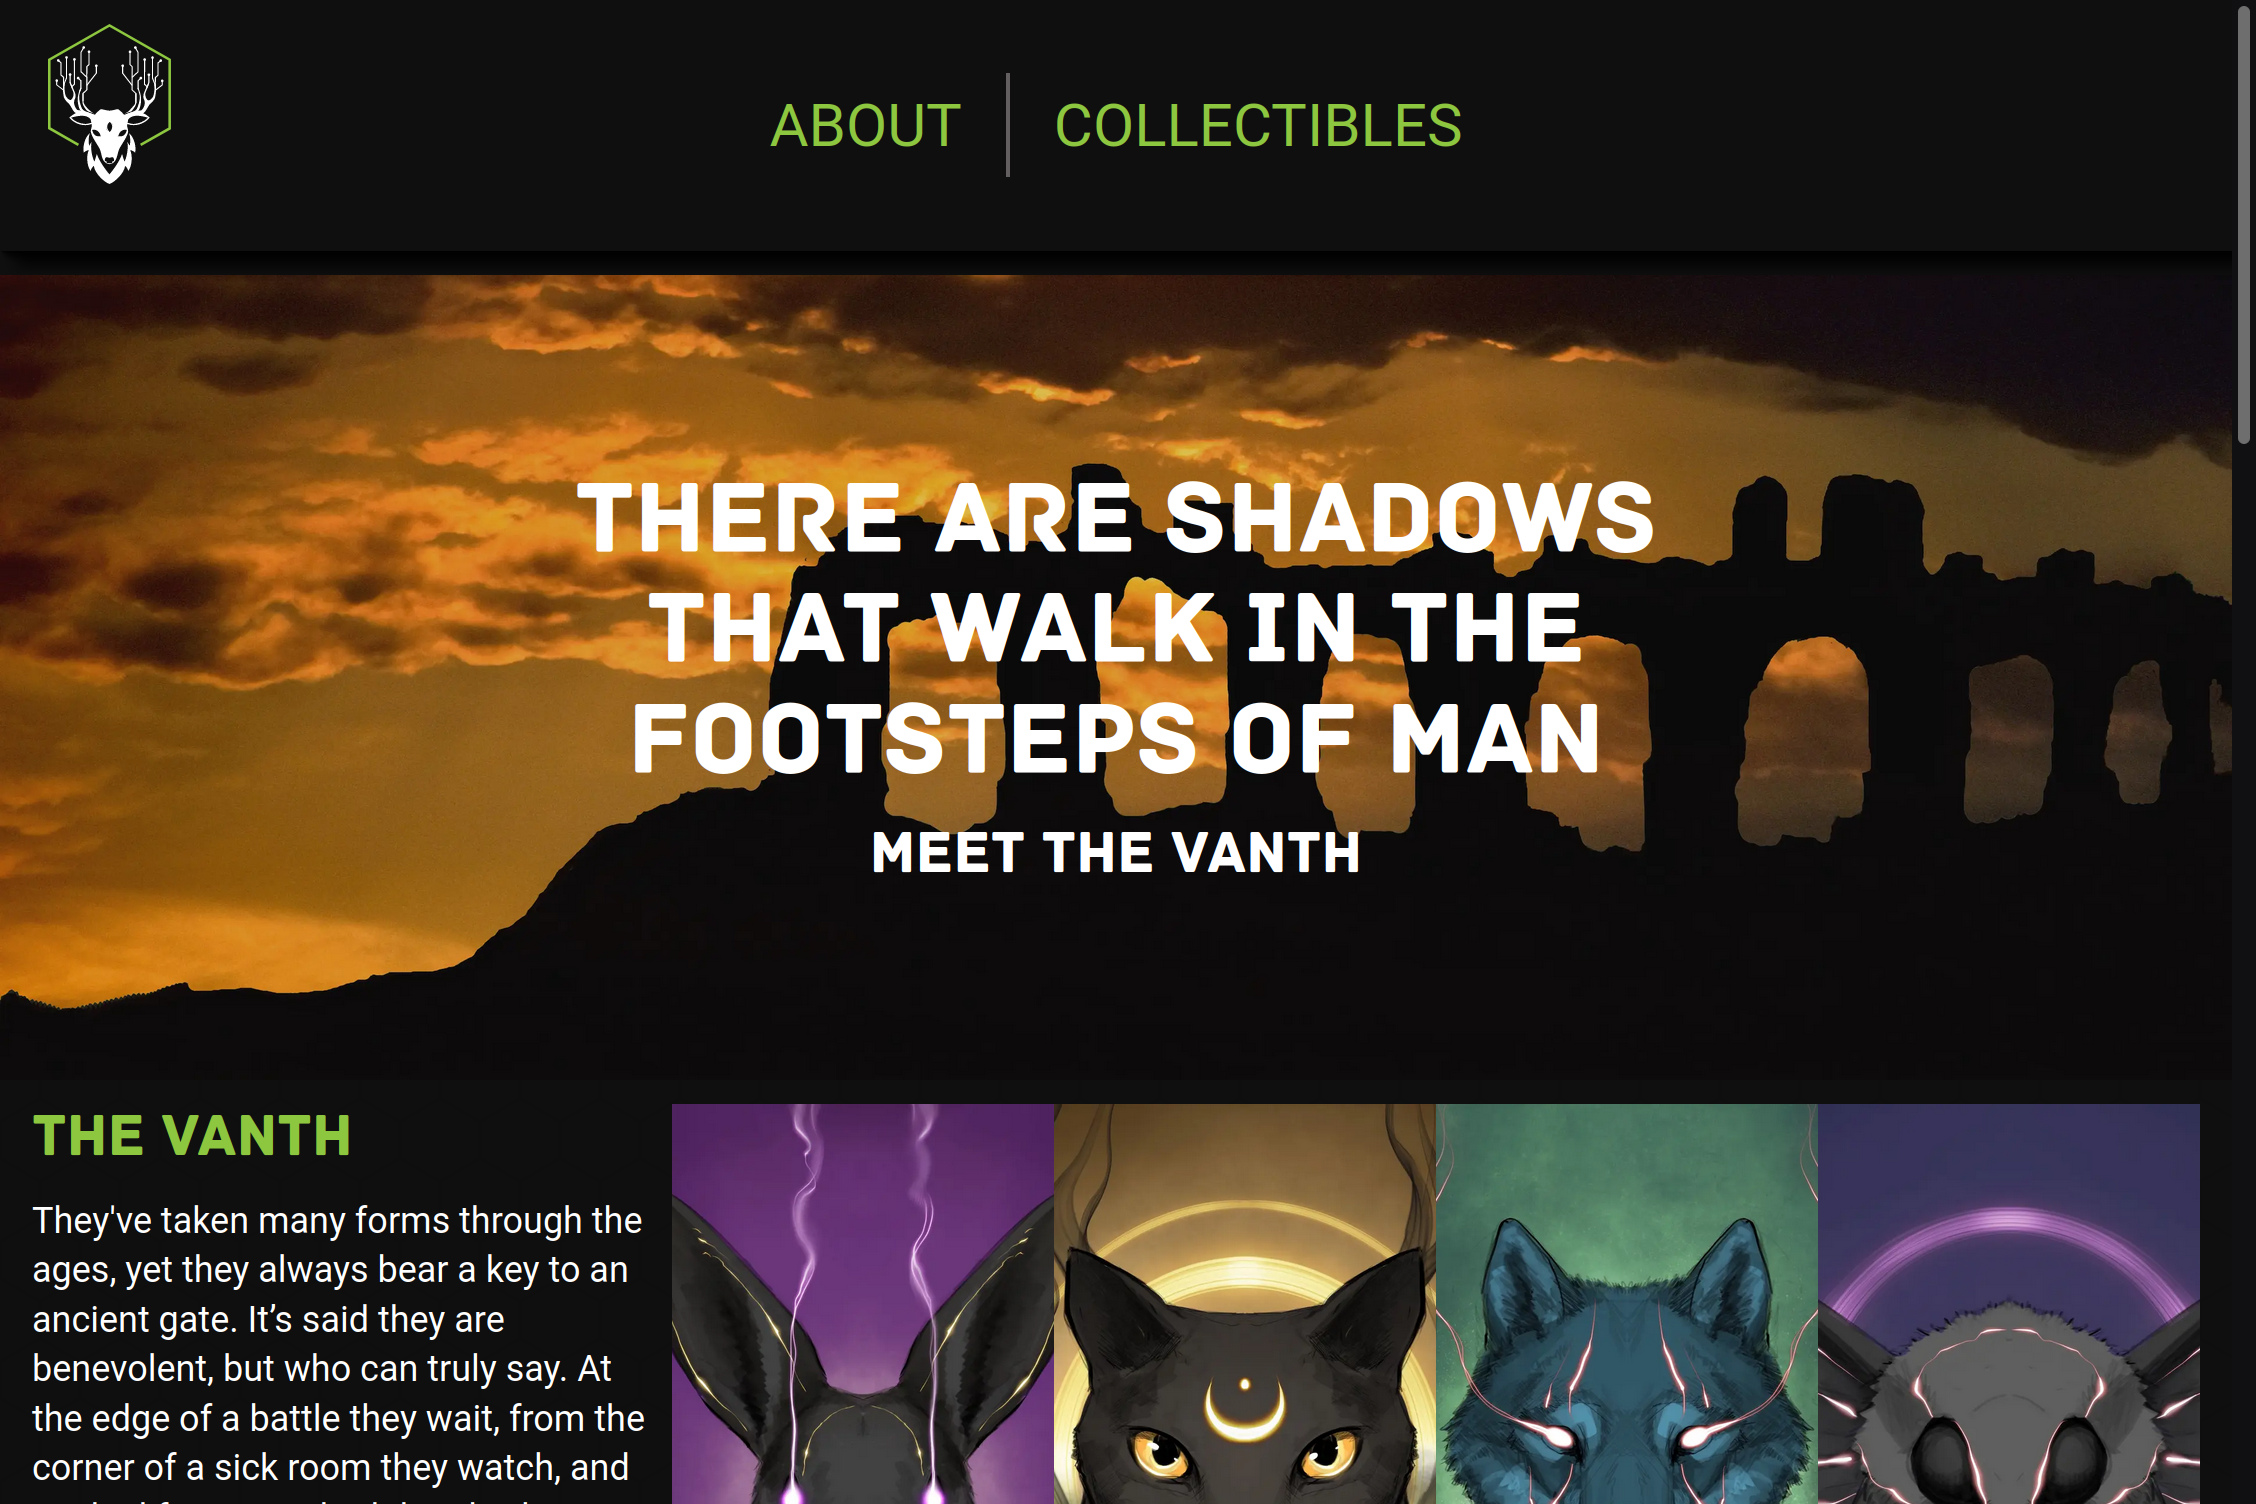 ABOUT
COLLECTIBLES
THERE ARE SHADOWS
THAT WALK IN THE
FOOTSTEPS OF MAN
MEET THE VANTH
THE VANTH
They've taken many forms through the
ages, yet they always bear a key to an
ancient gate. It’s said they are
benevolent, but who can truly say. At
the edge of a battle they wait, from the
corner of a sick room they watch, and